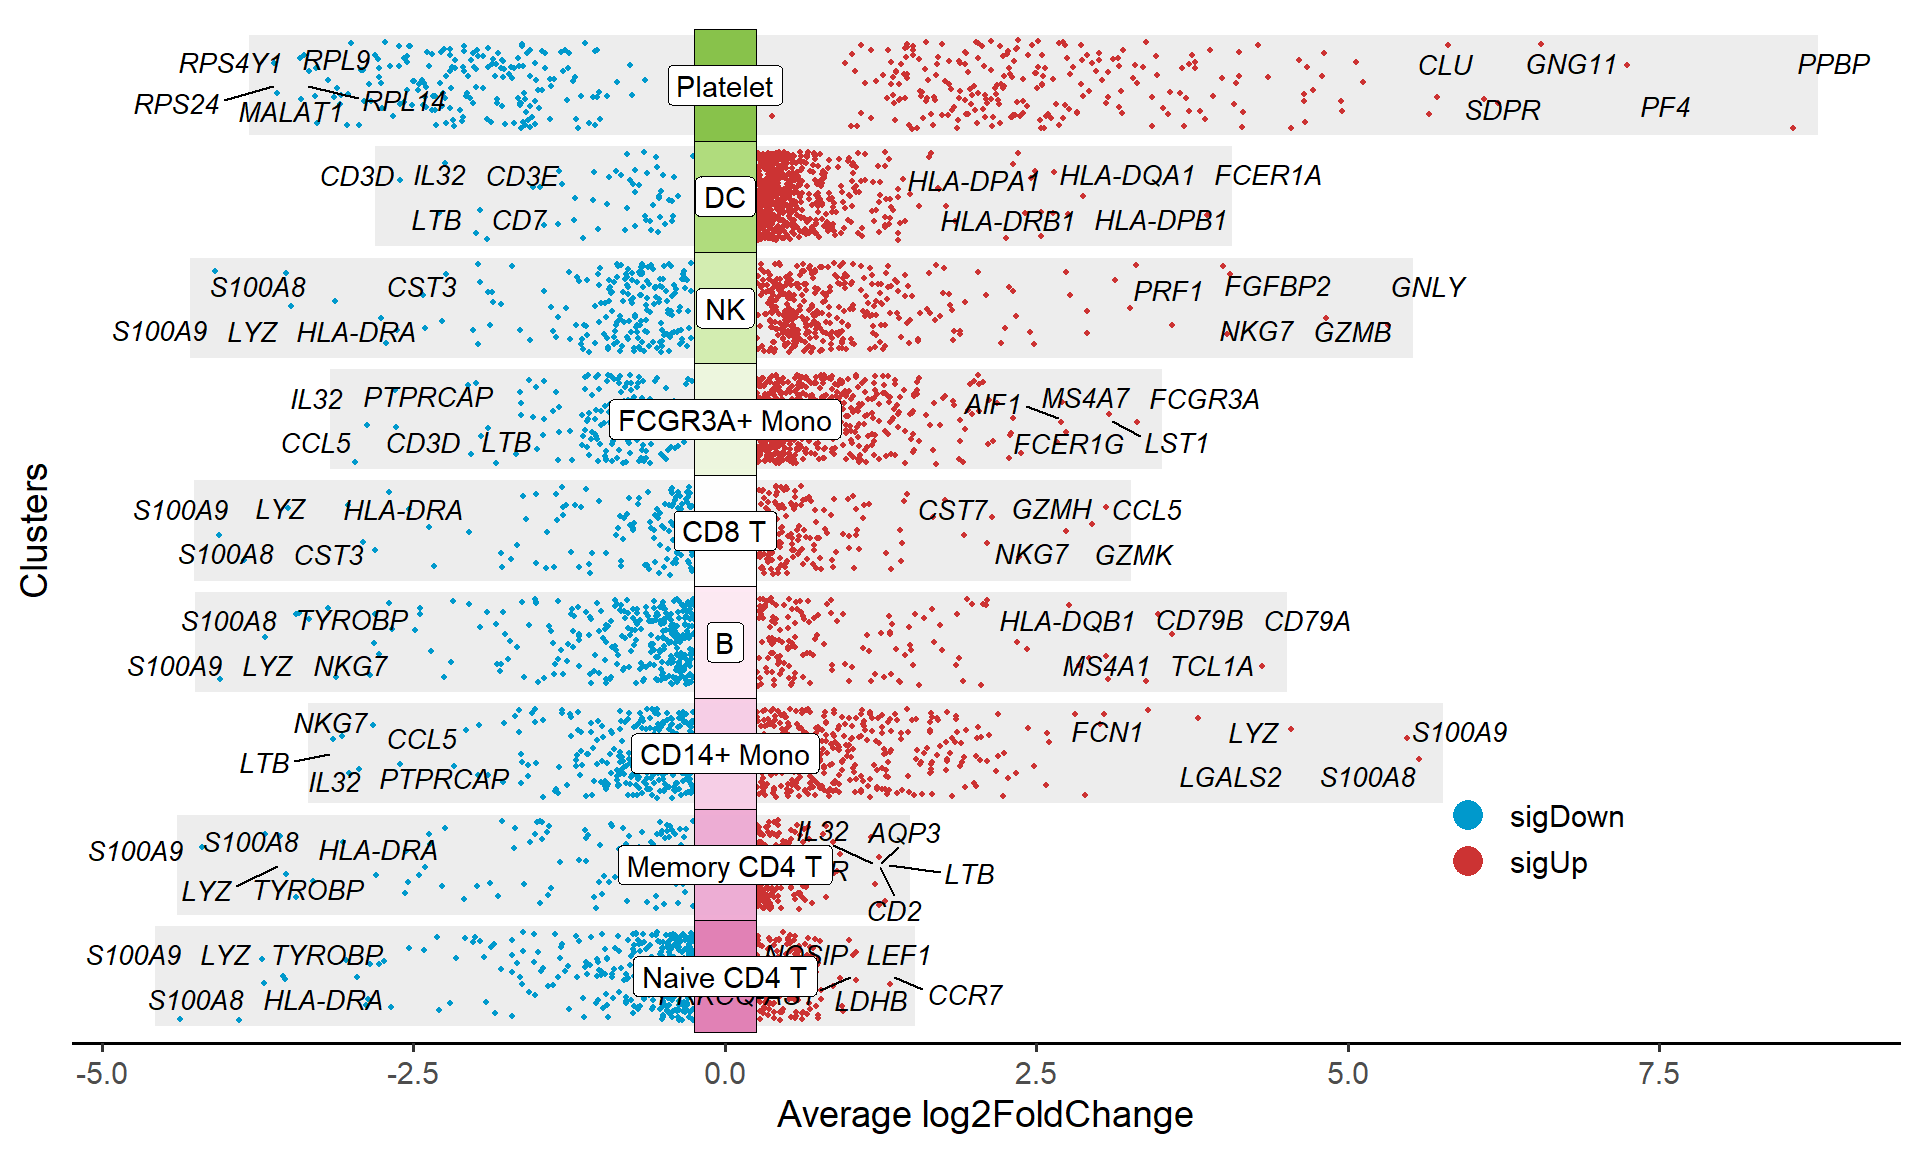 RPS4Y1 RPL9 CLU GNG11 PPBP
Platelet
RPS24 MALAT1 RPL14 SDPR PF4
CD3D IL32 CD3E HLA-DPA1 HLA-DQA1 FCER1A
DC
LTB CD7 HLA-DRB1 HLA-DPB1
S100A8 CST3 PRF1 FGFBP2 GNLY
NK
S100A9 LYZ HLA-DRA NKG7 GZMB
IL32 PTPRCAP AIF1 MS4A7 FCGR3A
FCGR3A+ Mono
CCL5 CD3D LTB FCER1G LST1
S100A9 LYZ HLA-DRA CST7 GZMH CCL5
CD8 T
S100A8 CST3 NKG7 GZMK
S100A8 TYROBP HLA-DQB1 CD79B CD79A
B
S100A9 LYZ NKG7 MS4A1 TCL1A
NKG7 CCL5 FCN1 LYZ S100A9
CD14+ Mono
LTB IL32 PTPRCAP LGALS2 S100A8
S100A9 S100A8 HLA-DRA IL32 AQP3
Memory CD4 T
LTB
LYZ TYROBP CD2
S100A9 LYZ TYROBP NOSIP LEF1
Naive CD4 T
S100A8 HLA-DRA LDHB CCR7
Clusters
-5.0 -2.5 0.0 2.5 5.0 7.5
Average log2FoldChange
sigDown
sigUp